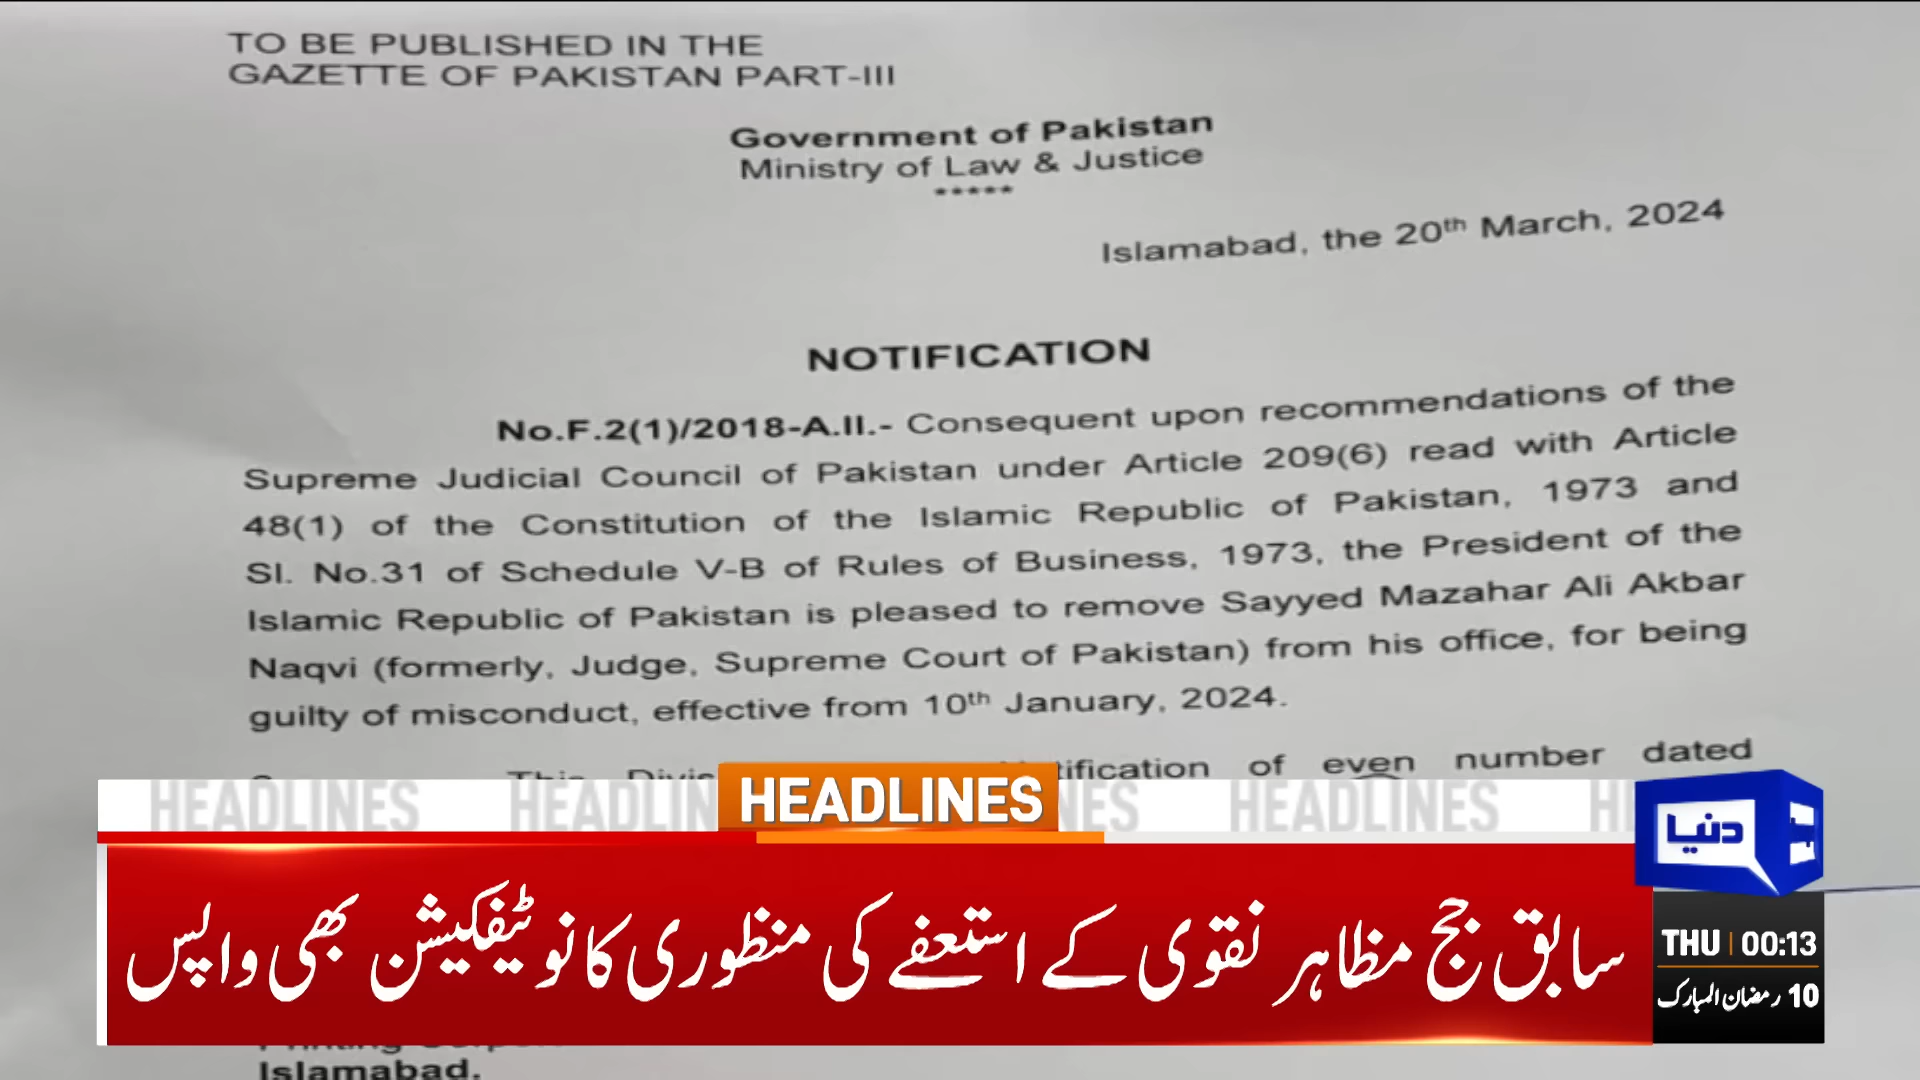 TO BE PUBLISHED IN THE
GAZETTE OF PAKISTAN PART-III
Government of Pakistan
Ministry of Law & Justice
*****
Islamabad, the 20th March, 2024
NOTIFICATION
No.F.2(1)/2018-A.II.- Consequent upon recommendations of the
Supreme Judicial Council of Pakistan under Article 209(6) read with Article
48(1) of the Constitution of the Islamic Republic of Pakistan, 1973 and
Sl. No.31 of Schedule V-B of Rules of Business, 1973, the President of the
Islamic Republic of Pakistan is pleased to remove Sayyed Mazahar Ali Akbar
Naqvi (formerly, Judge, Supreme Court of Pakistan) from his office, for being
guilty of misconduct, effective from 10th January, 2024.
This of even number dated
HEADLINES HEADLINES HEADLINES
HEADLINES
دنیا
سابق جج مظاہر نقوی کے استعفے کی منظوری کا نوٹیفکیشن بھی واپس
THU | 00:13
10 رمضان المبارک
Islamabad.